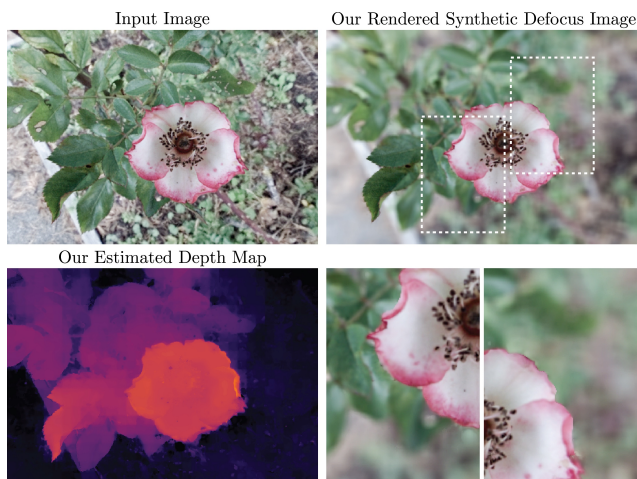 Input Image
Our Rendered Synthetic Defocus Image
Our Estimated Depth Map